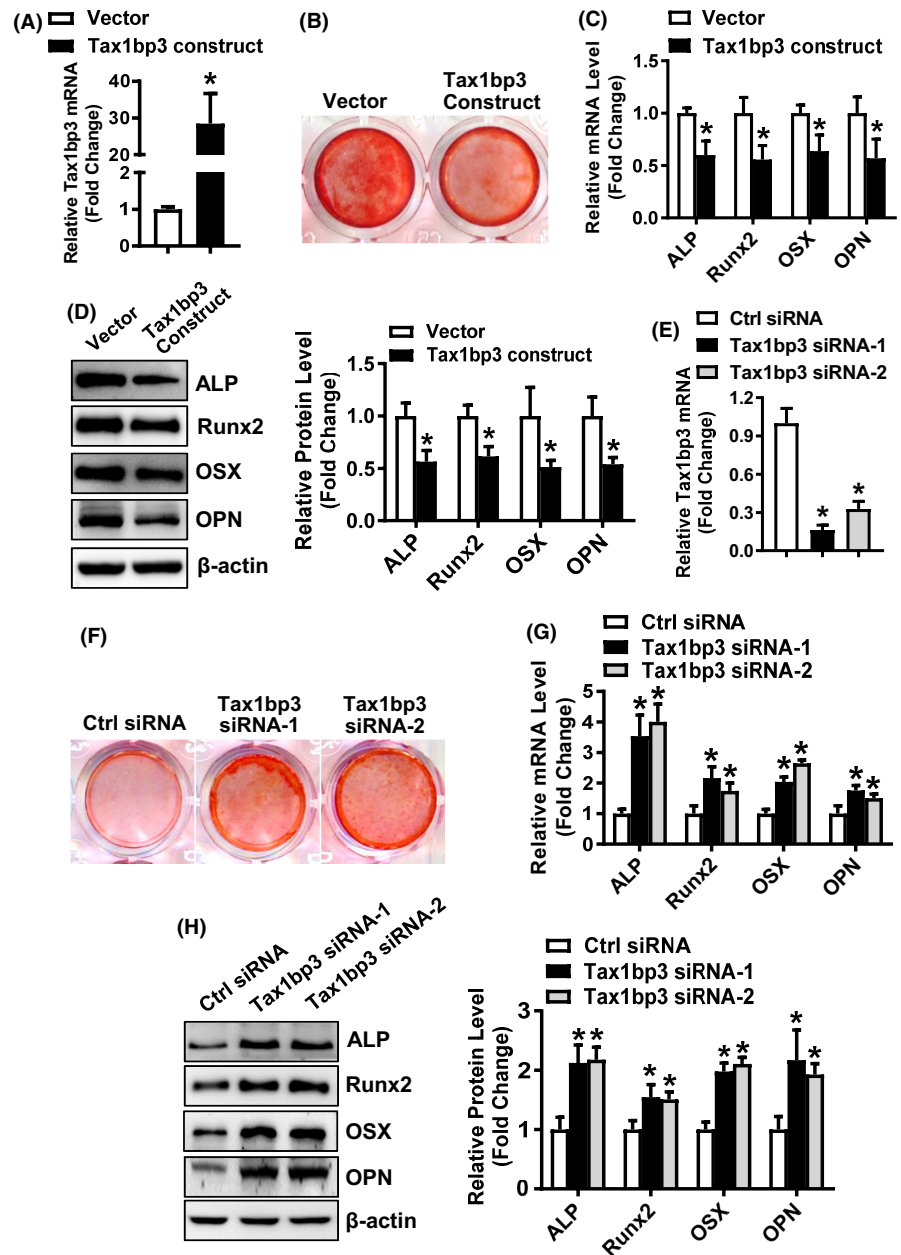 (A)
Vector
Tax1bp3 construct
Relative Tax1bp3 mRNA
(Fold Change)
40
30
20
2
1
0
*
(B)
Vector
Tax1bp3
Construct
(C)
Vector
Tax1bp3 construct
Relative mRNA Level
(Fold Change)
1.5
1.0
0.5
0.0
* * * *
ALP Runx2 OSX OPN
(D)
Vector
Tax1bp3
Construct
ALP
Runx2
OSX
OPN
β-actin
Vector
Tax1bp3 construct
Relative Protein Level
(Fold Change)
1.5
1.0
0.5
0.0
* * * *
ALP Runx2 OSX OPN
(E)
Ctrl siRNA
Tax1bp3 siRNA-1
Tax1bp3 siRNA-2
Relative Tax1bp3 mRNA
(Fold Change)
1.2
0.9
0.6
0.3
0.0
* *
(F)
Ctrl siRNA
Tax1bp3
siRNA-1
Tax1bp3
siRNA-2
(G)
Ctrl siRNA
Tax1bp3 siRNA-1
Tax1bp3 siRNA-2
Relative mRNA Level
(Fold Change)
5
4
3
2
1
0
* * * * * * * *
ALP Runx2 OSX OPN
(H)
Ctrl siRNA
Tax1bp3 siRNA-1
Tax1bp3 siRNA-2
ALP
Runx2
OSX
OPN
β-actin
Ctrl siRNA
Tax1bp3 siRNA-1
Tax1bp3 siRNA-2
Relative Protein Level
(Fold Change)
3
2
1
0
* * * * * * * *
ALP Runx2 OSX OPN